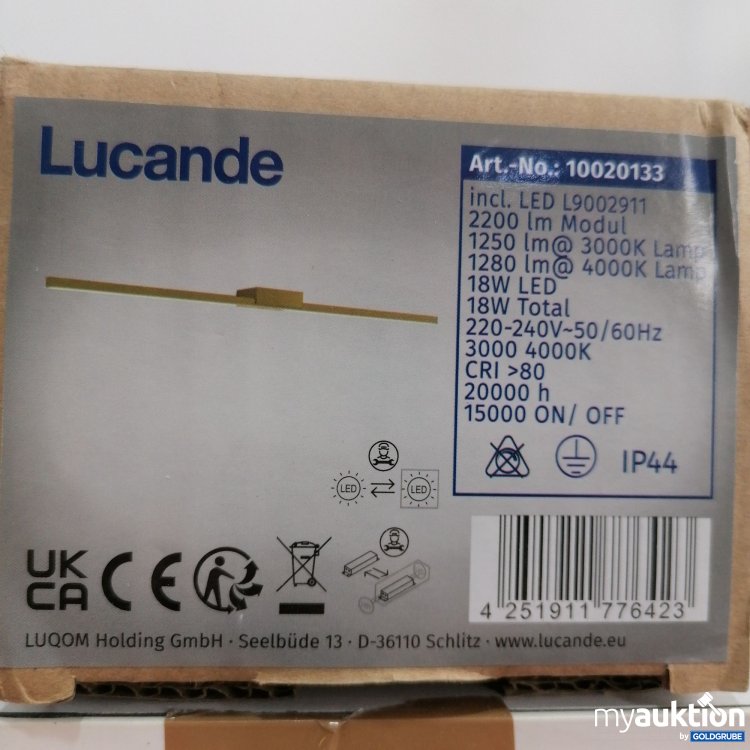 Lucande
Art.-No.: 10020133
incl. LED L9002911
2200 lm Modul
1250 lm@ 3000K Lamp
1280 lm@ 4000K Lamp
18W LED
18W Total
220-240V~50/60Hz
3000 4000K
CRI >80
20000 h
15000 ON/ OFF
IP44
LED
LED
UK
CA
CE
4 251911 776423
LUQOM Holding GmbH · Seelbüde 13 · D-36110 Schlitz · www.lucande.eu
myauktion
by GOLDGRUBE